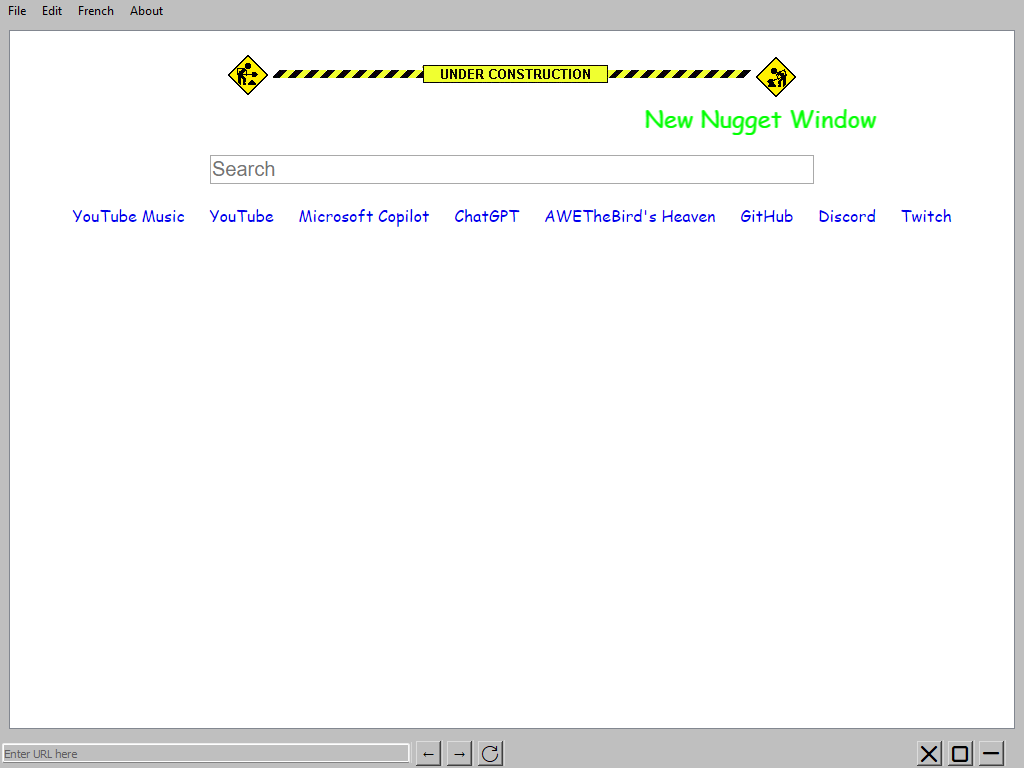 File Edit French About
UNDER CONSTRUCTION
New Nugget Window
Search
YouTube Music YouTube Microsoft Copilot ChatGPT AWETheBird's Heaven GitHub Discord Twitch
Enter URL here